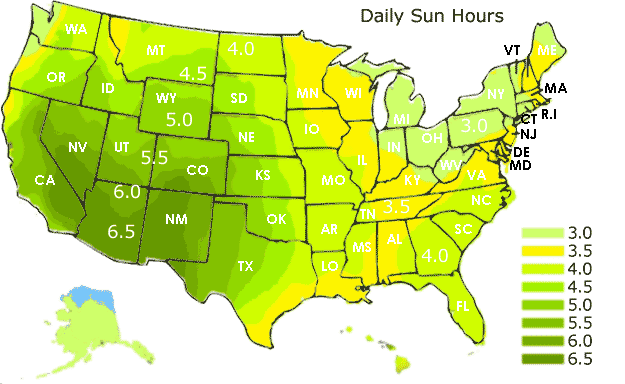 Daily Sun Hours
WA
MT
4.0
VT
ME
OR
ID
4.5
MN
WI
NY
MA
WY
SD
MI
R.I
5.0
3.0
CT
NV
UT
NE
IO
IL
IN
OH
NJ
5.5
CO
WV
DE
CA
KS
MO
KY
VA
MD
6.0
NM
OK
TN
3.5
NC
6.5
AR
SC
TX
MS
AL
4.0
LO
FL
3.0
3.5
4.0
4.5
5.0
5.5
6.0
6.5